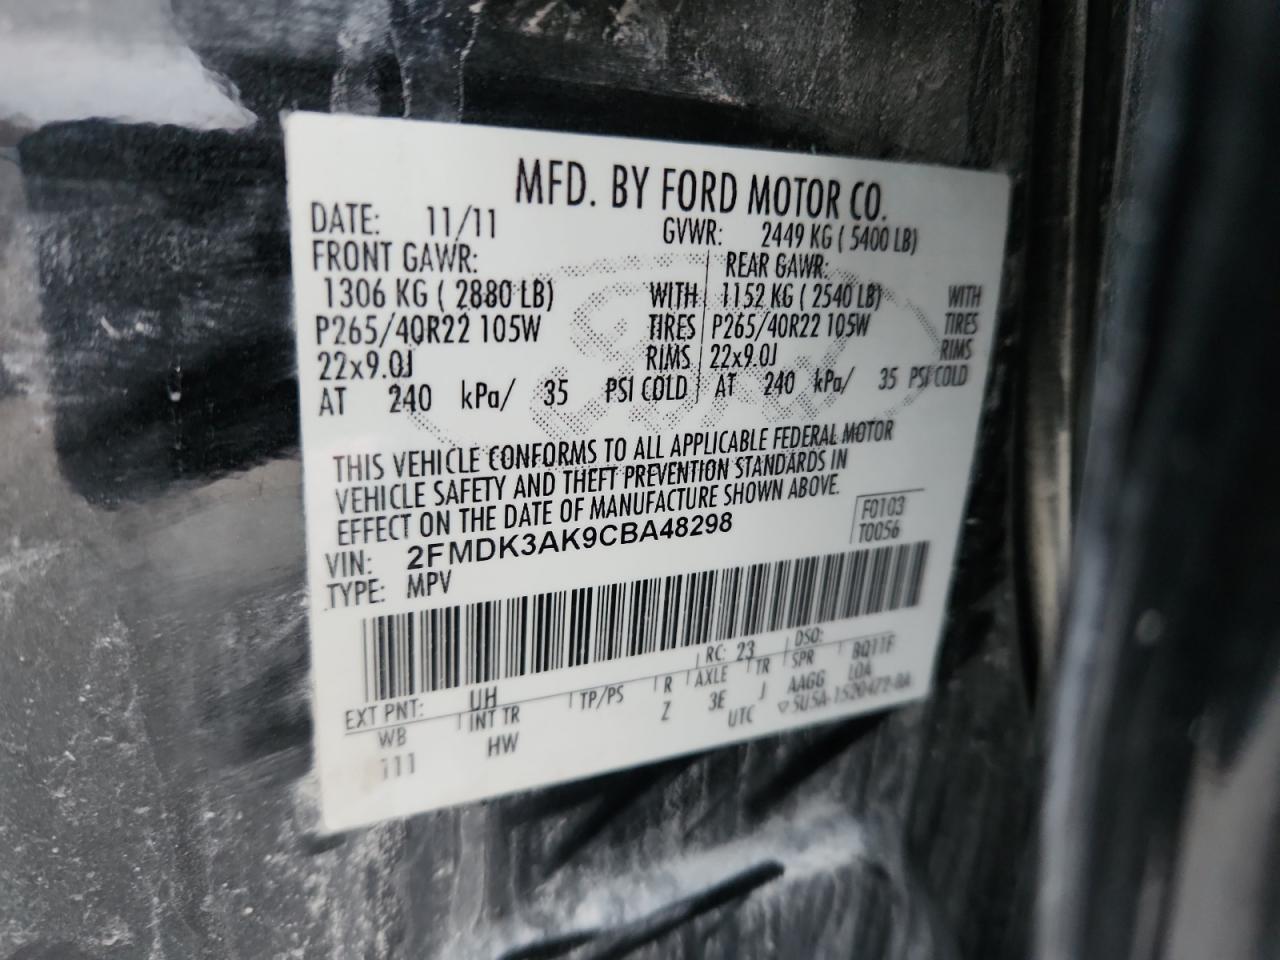 MFD. BY FORD MOTOR CO.
DATE: 11/11 GVWR: 2449 KG ( 5400 LB)
FRONT GAWR: REAR GAWR:
1306 KG ( 2880 LB) WITH 1152 KG ( 2540 LB) WITH
P265/40R22 105W TIRES P265/40R22 105W TIRES
22x9.0J RIMS 22x9.0J RIMS
AT 240 kPa/ 35 PSI COLD AT 240 kPa/ 35 PSI COLD
THIS VEHICLE CONFORMS TO ALL APPLICABLE FEDERAL MOTOR
VEHICLE SAFETY AND THEFT PREVENTION STANDARDS IN
EFFECT ON THE DATE OF MANUFACTURE SHOWN ABOVE.
F0103
VIN: 2FMDK3AK9CBA48298 T0056
TYPE: MPV
EXT PNT: UH RC: 23 DSO:
WB INT TR TP/PS R AXLE TR SPR BQ11F
111 HW Z 3E J AAGG LOA
UTC ▽5U5A-1520472-0A